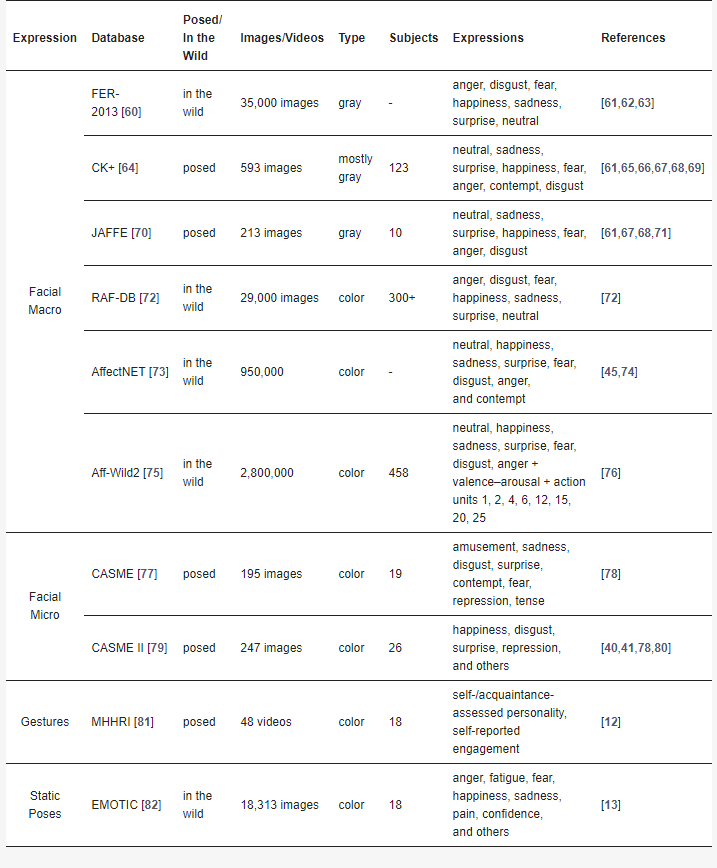 Expression Database Posed/ In the Wild Images/Videos Type Subjects Expressions References
Facial Macro
FER-2013 [60] in the wild 35,000 images gray - anger, disgust, fear, happiness, sadness, surprise, neutral [61,62,63]
CK+ [64] posed 593 images mostly gray 123 neutral, sadness, surprise, happiness, fear, anger, contempt, disgust [61,65,66,67,68,69]
JAFFE [70] posed 213 images gray 10 neutral, sadness, surprise, happiness, fear, anger, disgust [61,67,68,71]
RAF-DB [72] in the wild 29,000 images color 300+ anger, disgust, fear, happiness, sadness, surprise, neutral [72]
AffectNET [73] in the wild 950,000 color - neutral, happiness, sadness, surprise, fear, disgust, anger, and contempt [45,74]
Aff-Wild2 [75] in the wild 2,800,000 color 458 neutral, happiness, sadness, surprise, fear, disgust, anger + valence–arousal + action units 1, 2, 4, 6, 12, 15, 20, 25 [76]
Facial Micro
CASME [77] posed 195 images color 19 amusement, sadness, disgust, surprise, contempt, fear, repression, tense [78]
CASME II [79] posed 247 images color 26 happiness, disgust, surprise, repression, and others [40,41,78,80]
Gestures MHHRI [81] posed 48 videos color 18 self-/acquaintance-assessed personality, self-reported engagement [12]
Static Poses EMOTIC [82] in the wild 18,313 images color 18 anger, fatigue, fear, happiness, sadness, pain, confidence, and others [13]